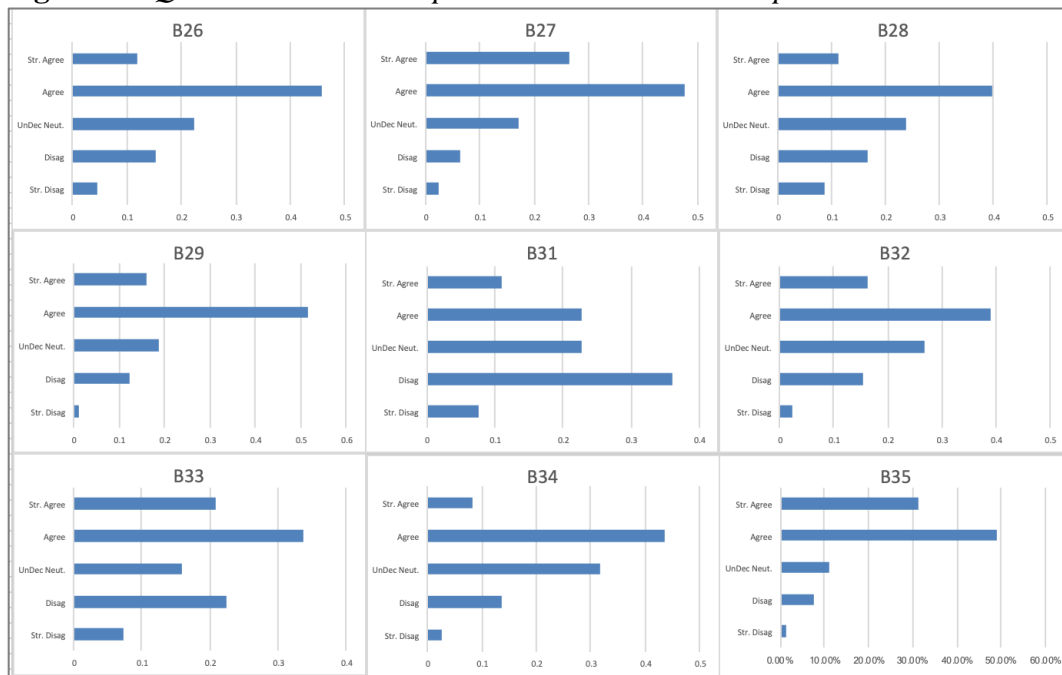 B26
Str. Agree
Agree
UnDec Neut.
Disag
Str. Disag
0 0.1 0.2 0.3 0.4 0.5
B27
Str. Agree
Agree
UnDec Neut.
Disag
Str. Disag
0 0.1 0.2 0.3 0.4 0.5
B28
Str. Agree
Agree
UnDec Neut.
Disag
Str. Disag
0 0.1 0.2 0.3 0.4 0.5
B29
Str. Agree
Agree
UnDec Neut.
Disag
Str. Disag
0 0.1 0.2 0.3 0.4 0.5 0.6
B31
Str. Agree
Agree
UnDec Neut.
Disag
Str. Disag
0 0.1 0.2 0.3 0.4
B32
Str. Agree
Agree
UnDec Neut.
Disag
Str. Disag
0 0.1 0.2 0.3 0.4 0.5
B33
Str. Agree
Agree
UnDec Neut.
Disag
Str. Disag
0 0.1 0.2 0.3 0.4
B34
Str. Agree
Agree
UnDec Neut.
Disag
Str. Disag
0 0.1 0.2 0.3 0.4 0.5
B35
Str. Agree
Agree
UnDec Neut.
Disag
Str. Disag
0.00% 10.00% 20.00% 30.00% 40.00% 50.00% 60.00%